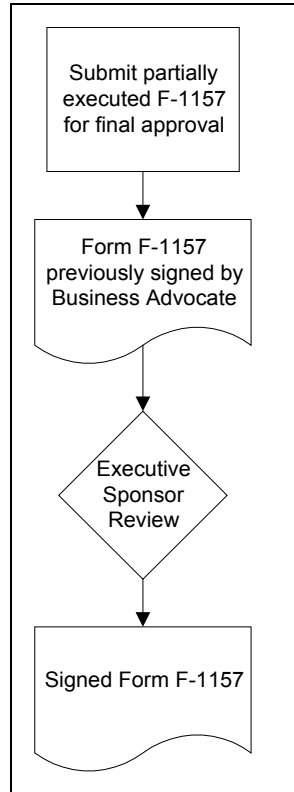 Submit partially
executed F-1157
for final approval
Form F-1157
previously signed by
Business Advocate
Executive
Sponsor
Review
Signed Form F-1157